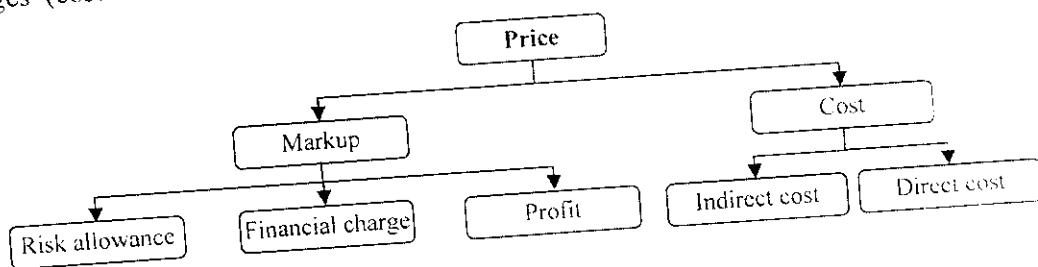 Price
Markup
Cost
Risk allowance
Financial charge
Profit
Indirect cost
Direct cost